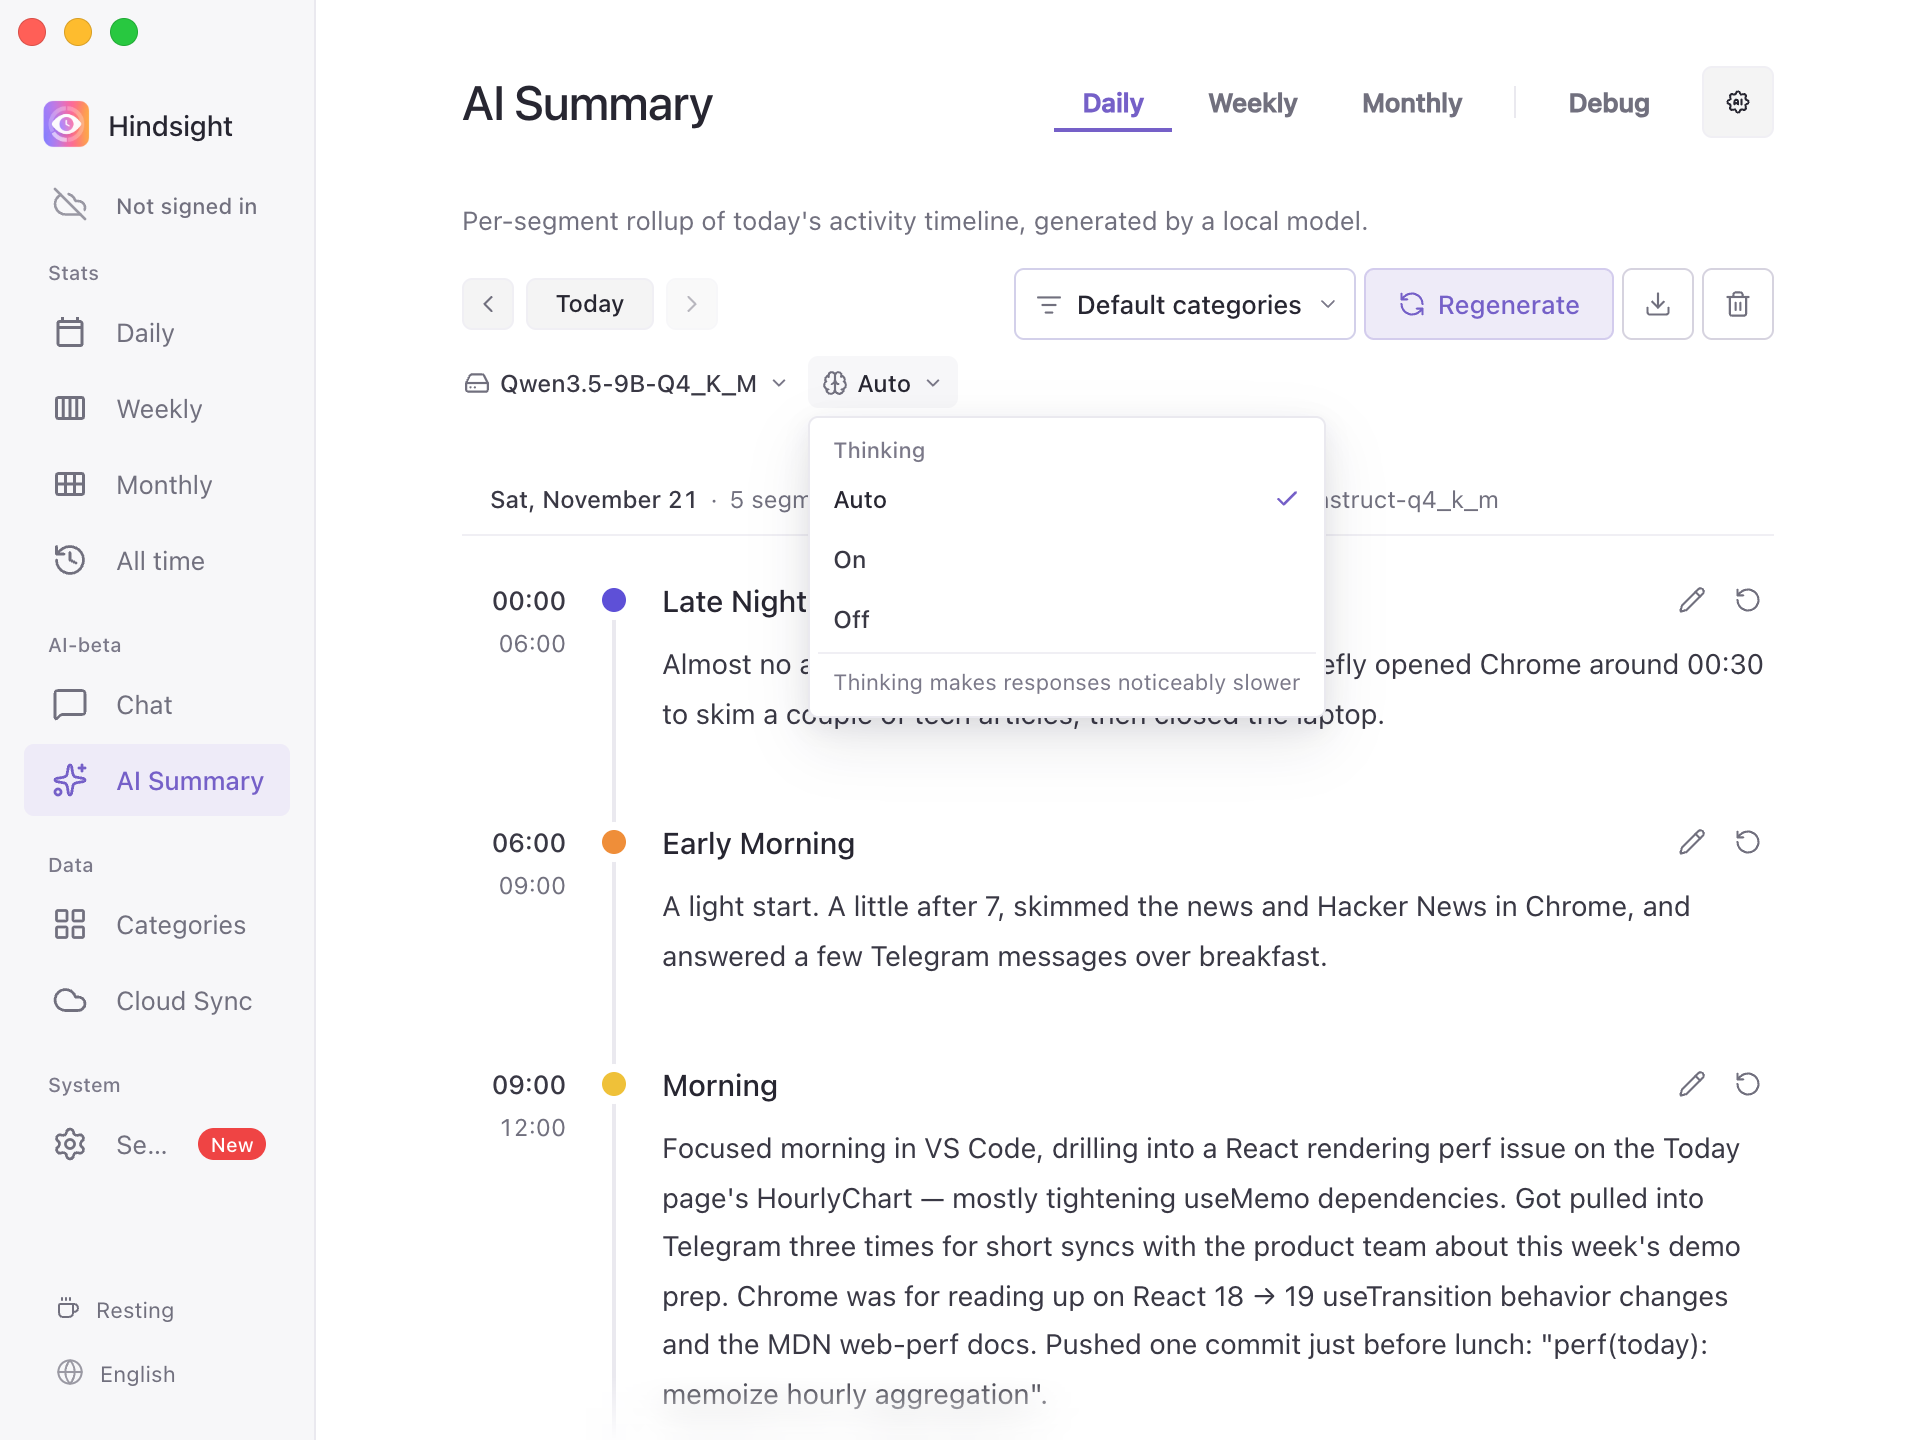 Hindsight
Not signed in
Stats
Daily
Weekly
Monthly
All time
AI-beta
Chat
AI Summary
Data
Categories
Cloud Sync
System
Se... New
Resting
English
AI Summary
Daily Weekly Monthly Debug
Per-segment rollup of today's activity timeline, generated by a local model.
Today Default categories Regenerate
Qwen3.5-9B-Q4_K_M Auto
Thinking
Auto
On
Off
Thinking makes responses noticeably slower
Sat, November 21 · 5
00:00 Late Night
06:00
Almost no opened Chrome around 00:30
to skim a couple of tech articles, then closed the laptop.
06:00 Early Morning
09:00
A light start. A little after 7, skimmed the news and Hacker News in Chrome, and
answered a few Telegram messages over breakfast.
09:00 Morning
12:00
Focused morning in VS Code, drilling into a React rendering perf issue on the Today
page's HourlyChart — mostly tightening useMemo dependencies. Got pulled into
Telegram three times for short syncs with the product team about this week's demo
prep. Chrome was for reading up on React 18 → 19 useTransition behavior changes
and the MDN web-perf docs. Pushed one commit just before lunch: "perf(today):
memoize hourly aggregation".